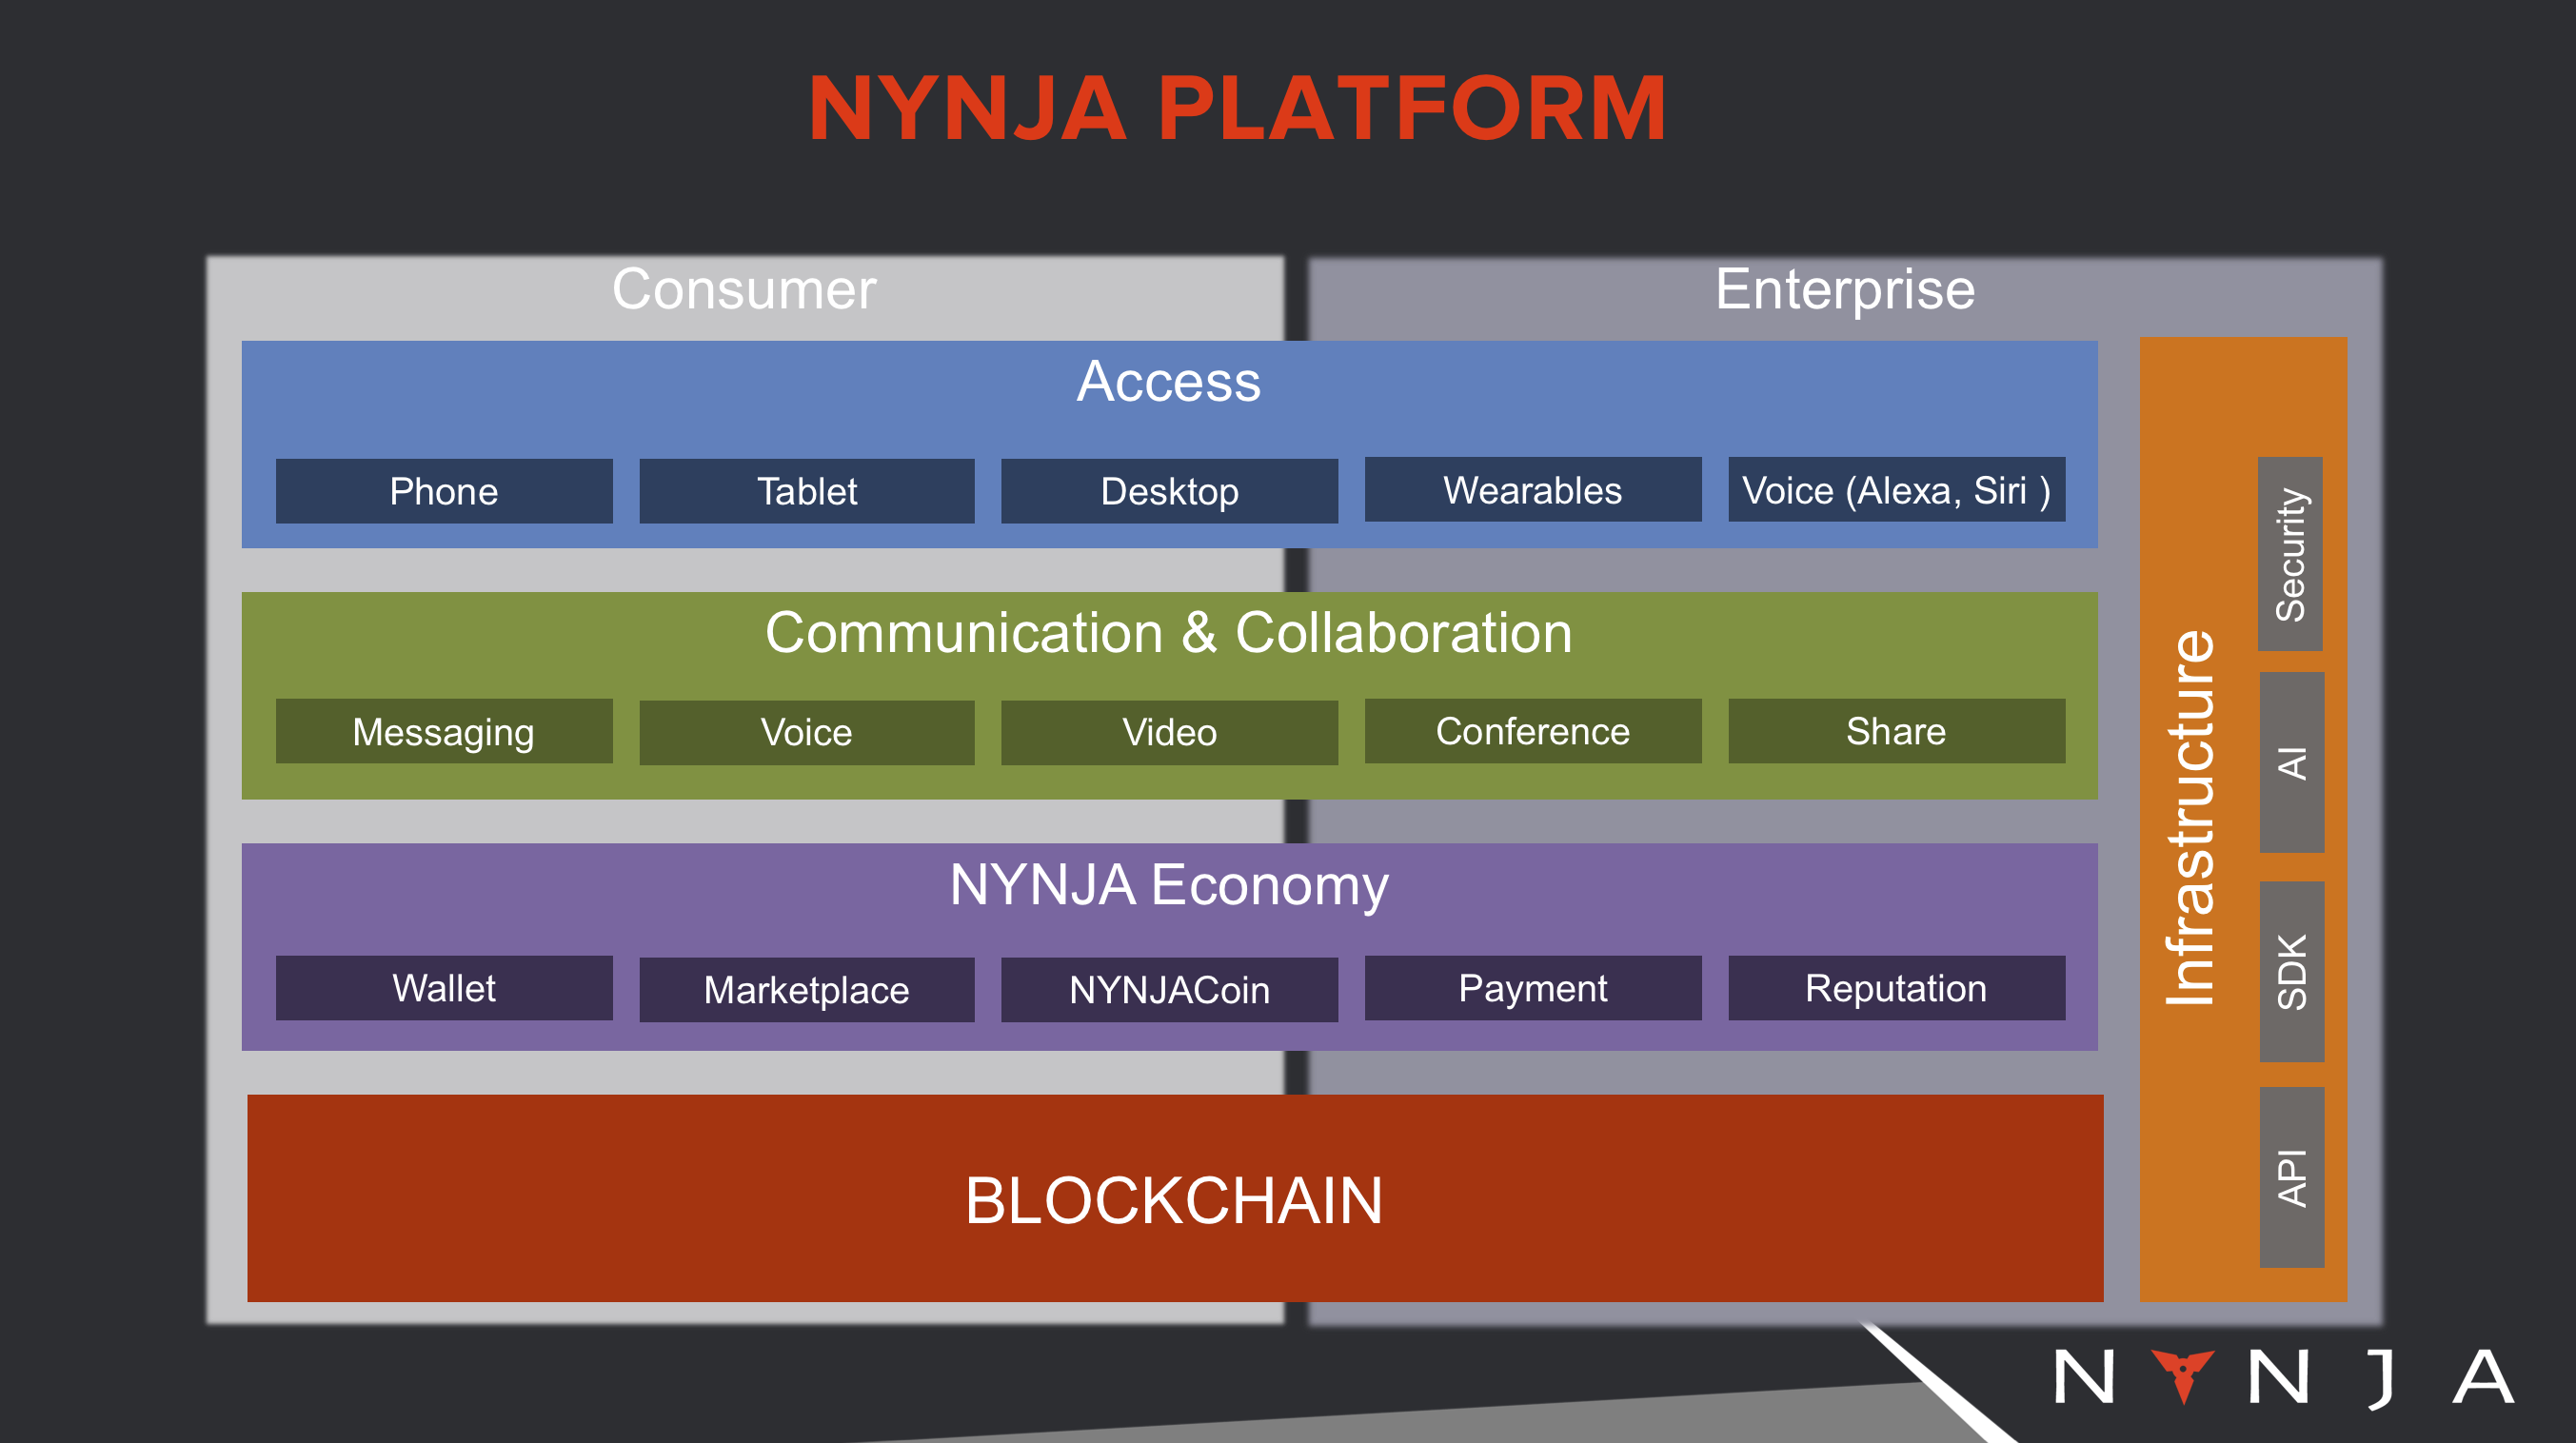 NYNJA PLATFORM
Consumer
Enterprise
Access
Phone
Tablet
Desktop
Wearables
Voice (Alexa, Siri )
Communication & Collaboration
Messaging
Voice
Video
Conference
Share
NYNJA Economy
Wallet
Marketplace
NYNJACoin
Payment
Reputation
BLOCKCHAIN
Infrastructure
Security
AI
SDK
API
NYNJA